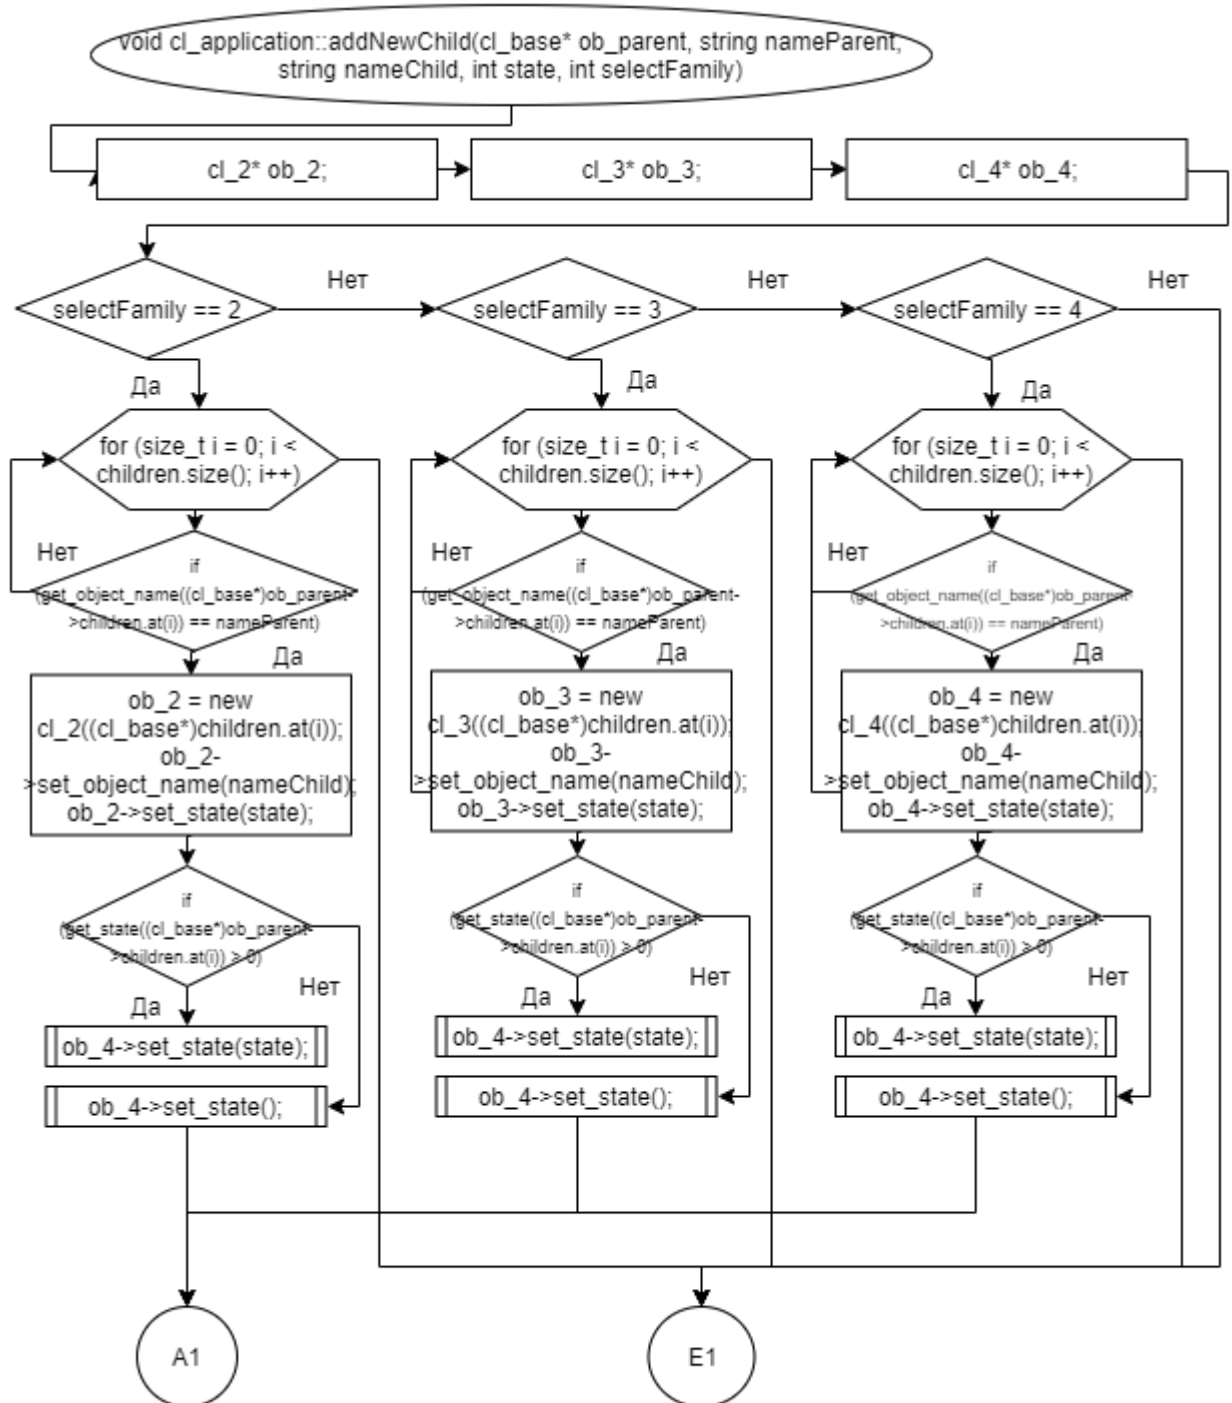 void cl_application::addNewChild(cl_base* ob_parent, string nameParent,
string nameChild, int state, int selectFamily)
cl_2* ob_2;
cl_3* ob_3;
cl_4* ob_4;
selectFamily == 2
Нет
selectFamily == 3
Нет
selectFamily == 4
Нет
Да
for (size_t i = 0; i <
children.size(); i++)
Нет
if
(get_object_name((cl_base*)ob_parent-
>children.at(i)) == nameParent)
Да
ob_2 = new
cl_2((cl_base*)children.at(i));
ob_2-
>set_object_name(nameChild);
ob_2->set_state(state);
if
(get_state((cl_base*)ob_parent-
>children.at(i)) > 0)
Нет
Да
ob_4->set_state(state);
ob_4->set_state();
Да
for (size_t i = 0; i <
children.size(); i++)
Нет
if
(get_object_name((cl_base*)ob_parent-
>children.at(i)) == nameParent)
Да
ob_3 = new
cl_3((cl_base*)children.at(i));
ob_3-
>set_object_name(nameChild);
ob_3->set_state(state);
if
(get_state((cl_base*)ob_parent-
>children.at(i)) > 0)
Нет
Да
ob_4->set_state(state);
ob_4->set_state();
Да
for (size_t i = 0; i <
children.size(); i++)
Нет
if
(get_object_name((cl_base*)ob_parent-
>children.at(i)) == nameParent)
Да
ob_4 = new
cl_4((cl_base*)children.at(i));
ob_4-
>set_object_name(nameChild);
ob_4->set_state(state);
if
(get_state((cl_base*)ob_parent-
>children.at(i)) > 0)
Нет
Да
ob_4->set_state(state);
ob_4->set_state();
A1
E1